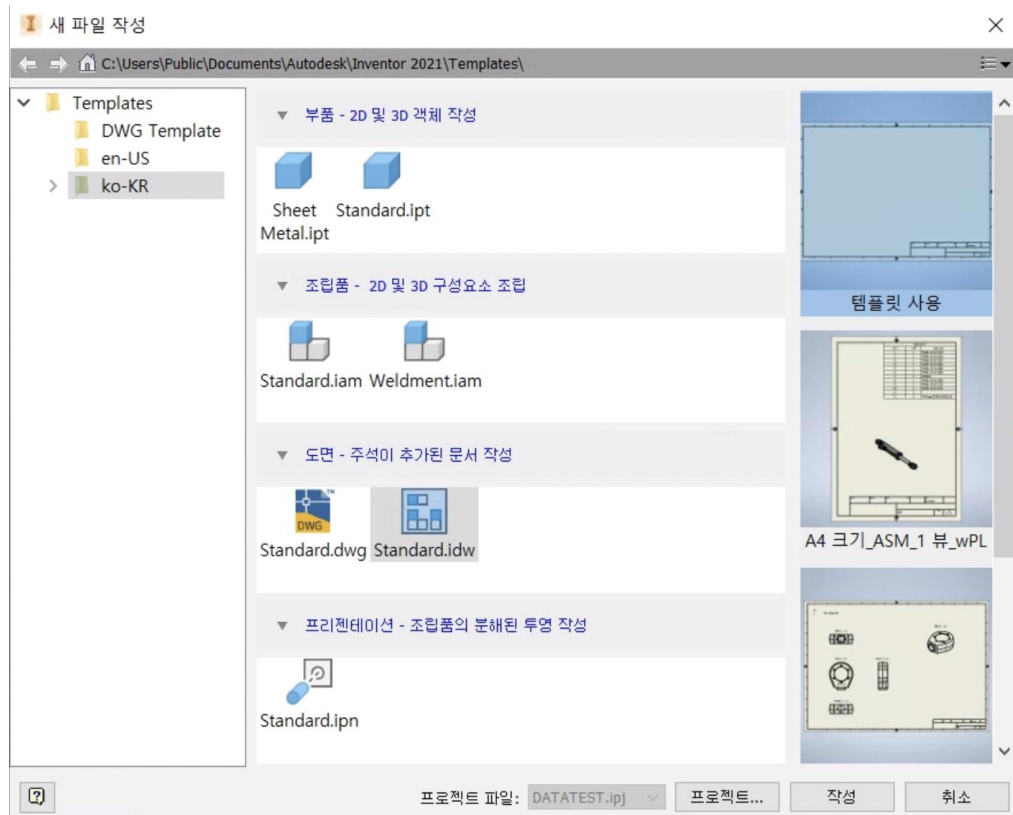 새 파일 작성
C:\Users\Public\Documents\Autodesk\Inventor 2021\Templates\
Templates
DWG Template
en-US
ko-KR
부품 - 2D 및 3D 객체 작성
Sheet Metal.ipt
Standard.ipt
조립품 - 2D 및 3D 구성요소 조립
Standard.iam
Weldment.iam
도면 - 주석이 추가된 문서 작성
DWG
Standard.dwg
Standard.idw
프리젠테이션 - 조립품의 분해된 투영 작성
Standard.ipn
템플릿 사용
A4 크기_ASM_1 뷰_wPL
프로젝트 파일: DATATEST.ipj
프로젝트...
작성
취소